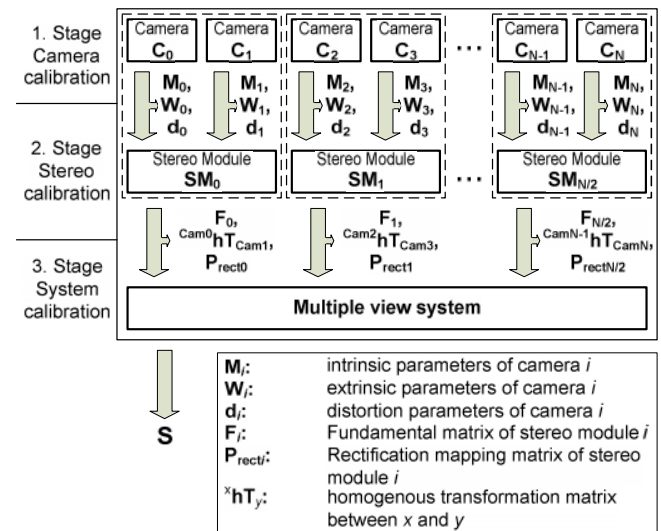 1. Stage
Camera
calibration
Camera
C0
Camera
C1
Camera
C2
Camera
C3
...
Camera
CN-1
Camera
CN
M0,
W0,
d0
M1,
W1,
d1
M2,
W2,
d2
M3,
W3,
d3
MN-1,
WN-1,
dN-1
MN,
WN,
dN
2. Stage
Stereo
calibration
Stereo Module
SM0
Stereo Module
SM1
...
Stereo Module
SMN/2
F0,
Cam0hTCam1,
Prect0
F1,
Cam2hTCam3,
Prect1
FN/2,
CamN-1hTCamN,
PrectN/2
3. Stage
System
calibration
Multiple view system
S
Mi: intrinsic parameters of camera i
Wi: extrinsic parameters of camera i
di: distortion parameters of camera i
Fi: Fundamental matrix of stereo module i
Precti: Rectification mapping matrix of stereo
module i
xhTy: homogenous transformation matrix
between x and y